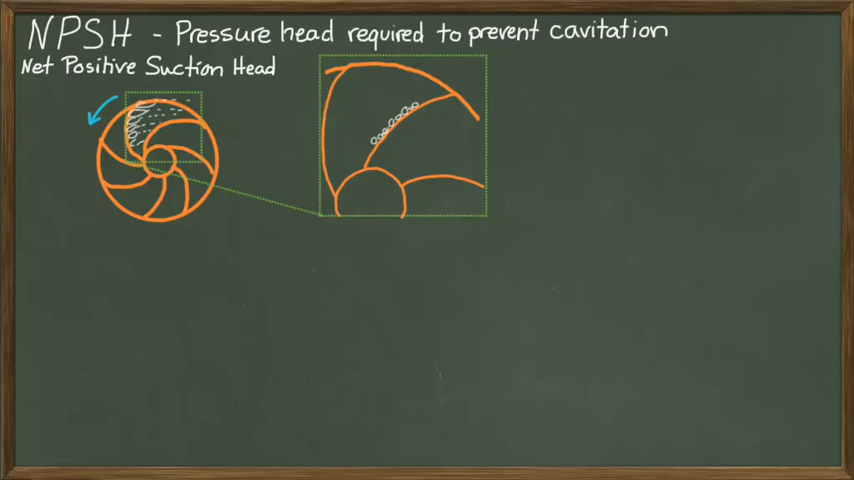 NPSH - Pressure head required to prevent cavitation
Net Positive Suction Head